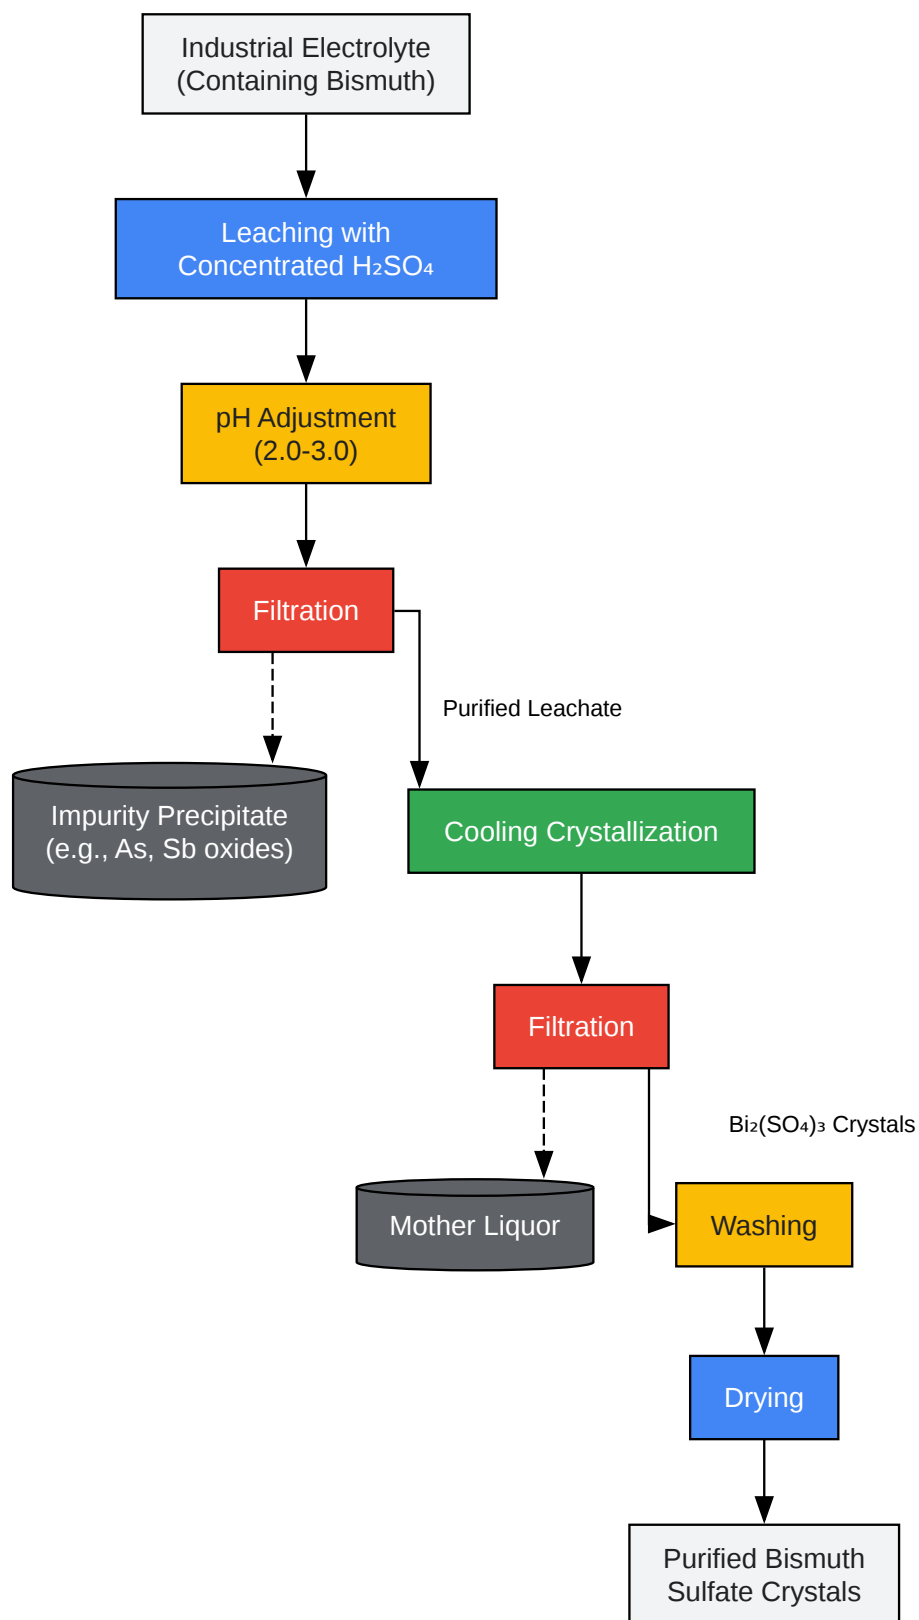 Industrial Electrolyte
(Containing Bismuth)
Leaching with
Concentrated H₂SO₄
pH Adjustment
(2.0-3.0)
Filtration
Purified Leachate
Impurity Precipitate
(e.g., As, Sb oxides)
Cooling Crystallization
Filtration
Bi₂(SO₄)₃ Crystals
Mother Liquor
Washing
Drying
Purified Bismuth
Sulfate Crystals